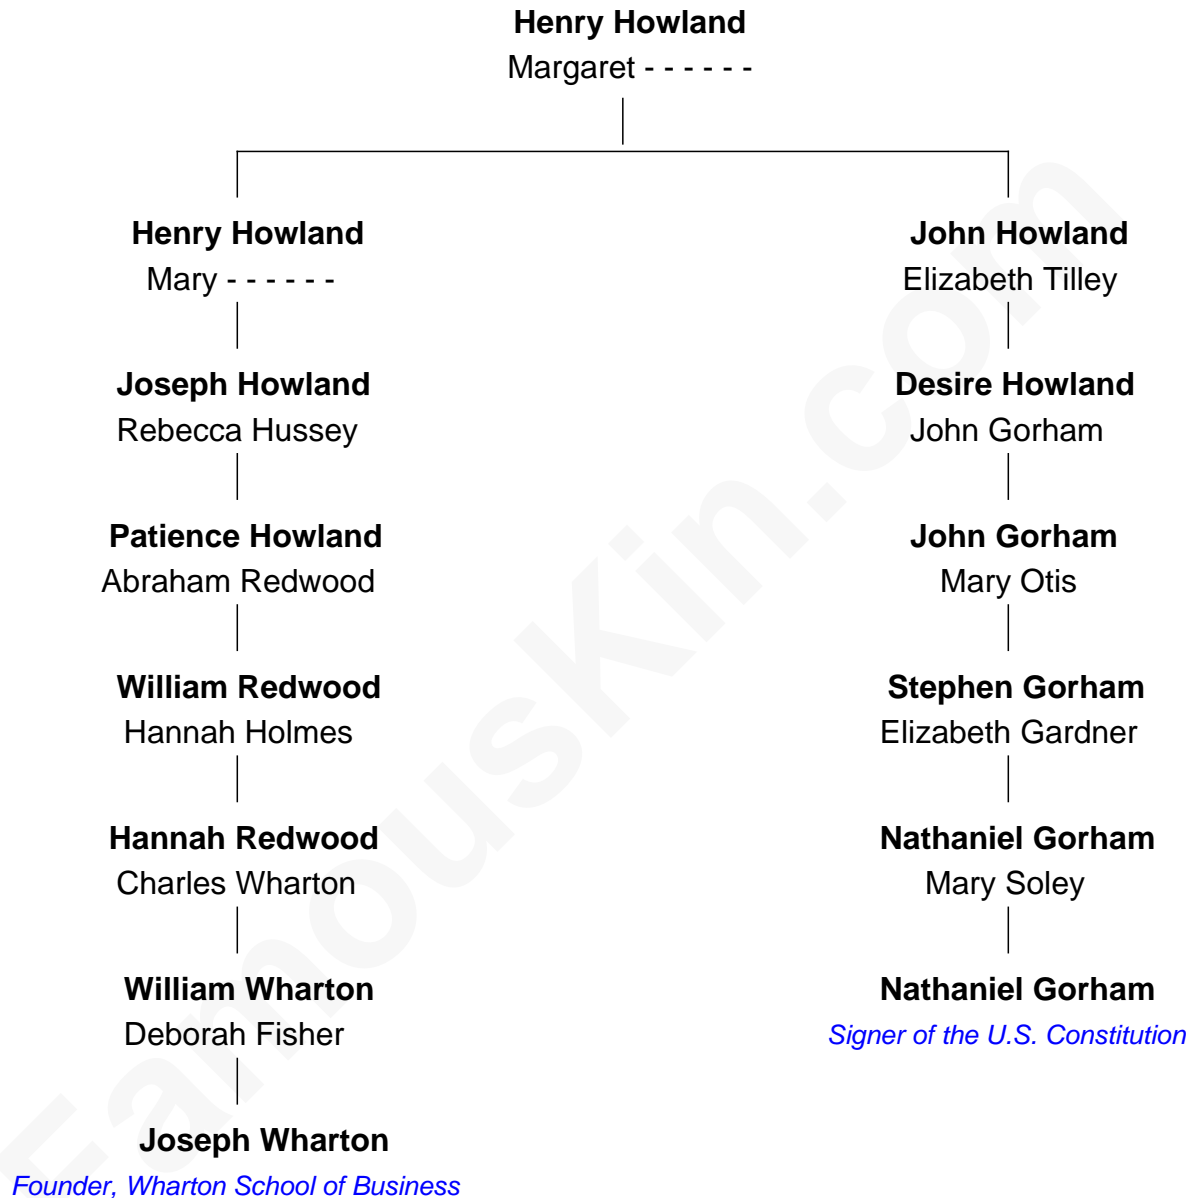 Henry Howland
Margaret - - - - - -
Henry Howland
Mary - - - - - -
John Howland
Elizabeth Tilley
Joseph Howland
Rebecca Hussey
Desire Howland
John Gorham
Patience Howland
Abraham Redwood
John Gorham
Mary Otis
William Redwood
Hannah Holmes
Stephen Gorham
Elizabeth Gardner
Hannah Redwood
Charles Wharton
Nathaniel Gorham
Mary Soley
William Wharton
Deborah Fisher
Nathaniel Gorham
Signer of the U.S. Constitution
Joseph Wharton
Founder, Wharton School of Business
FamousKin.com